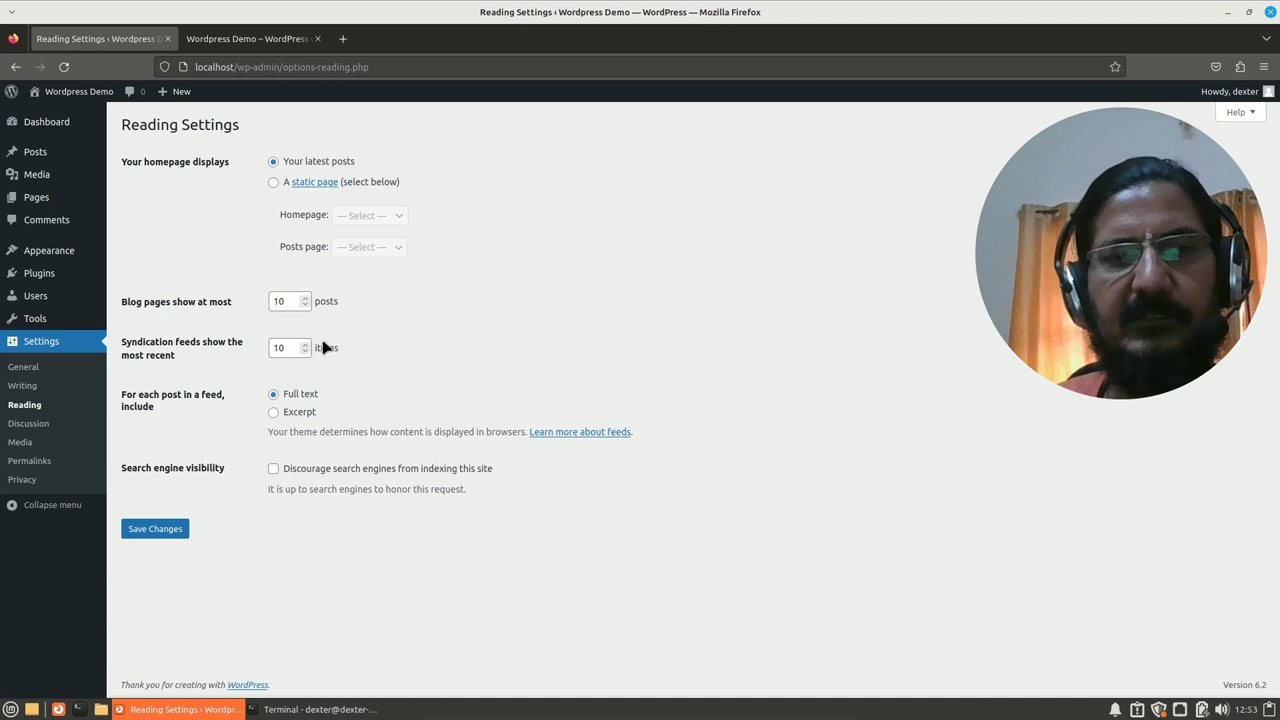 Reading Settings ‹ Wordpress Demo — WordPress — Mozilla Firefox
Reading Settings ‹ Wordpress D
Wordpress Demo – WordPress
localhost/wp-admin/options-reading.php
Wordpress Demo
0
New
Howdy, dexter
Help
Dashboard
Posts
Media
Pages
Comments
Appearance
Plugins
Users
Tools
Settings
General
Writing
Reading
Discussion
Media
Permalinks
Privacy
Collapse menu
Reading Settings
Your homepage displays
Your latest posts
A static page (select below)
Homepage: — Select —
Posts page: — Select —
Blog pages show at most
10 posts
Syndication feeds show the
most recent
10
For each post in a feed,
include
Full text
Excerpt
Your theme determines how content is displayed in browsers. Learn more about feeds.
Search engine visibility
Discourage search engines from indexing this site
It is up to search engines to honor this request.
Save Changes
Thank you for creating with WordPress.
Version 6.2
Reading Settings ‹ Wordpr...
Terminal - dexter@dexter-...
12:53